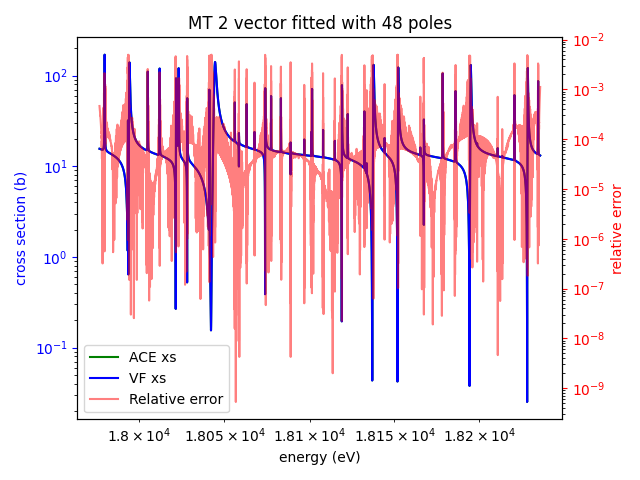 MT 2 vector fitted with 48 poles
10²
10¹
10⁰
10⁻¹
cross section (b)
10⁻²
10⁻³
10⁻⁴
10⁻⁵
10⁻⁶
10⁻⁷
10⁻⁸
10⁻⁹
relative error
ACE xs
VF xs
Relative error
1.8 × 10⁴ 1.805 × 10⁴ 1.81 × 10⁴ 1.815 × 10⁴ 1.82 × 10⁴
energy (eV)